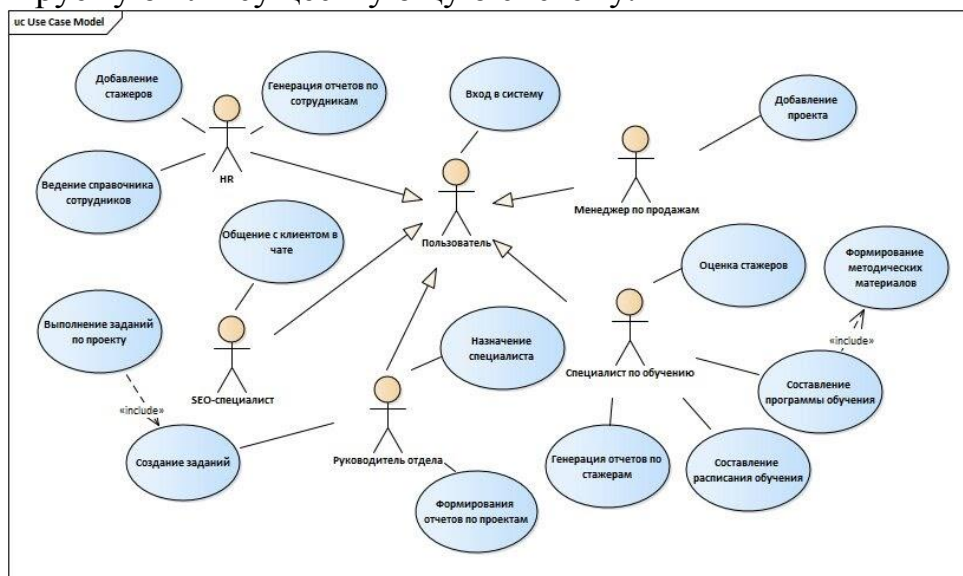 uc Use Case Model
Добавление
стажеров
Генерация отчетов по
сотрудникам
Вход в систему
Добавление
проекта
HR
Ведение справочника
сотрудников
Менеджер по продажам
Общение с клиентом в
чате
Пользователь
Оценка стажеров
Формирование
методических
материалов
Выполнение заданий
по проекту
Назначение
специалиста
«include»
Специалист по обучению
SEO-специалист
Составление
программы обучения
«include»
Создание заданий
Руководитель отдела
Генерация отчетов по
стажерам
Составление
расписания обучения
Формирования
отчетов по проектам